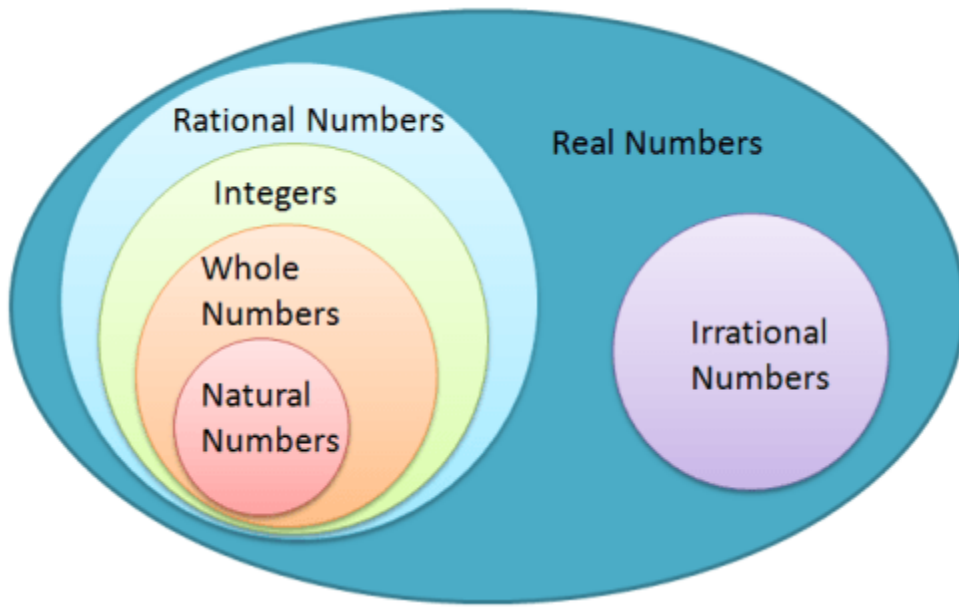 Rational Numbers
Real Numbers
Integers
Whole
Numbers
Irrational
Numbers
Natural
Numbers